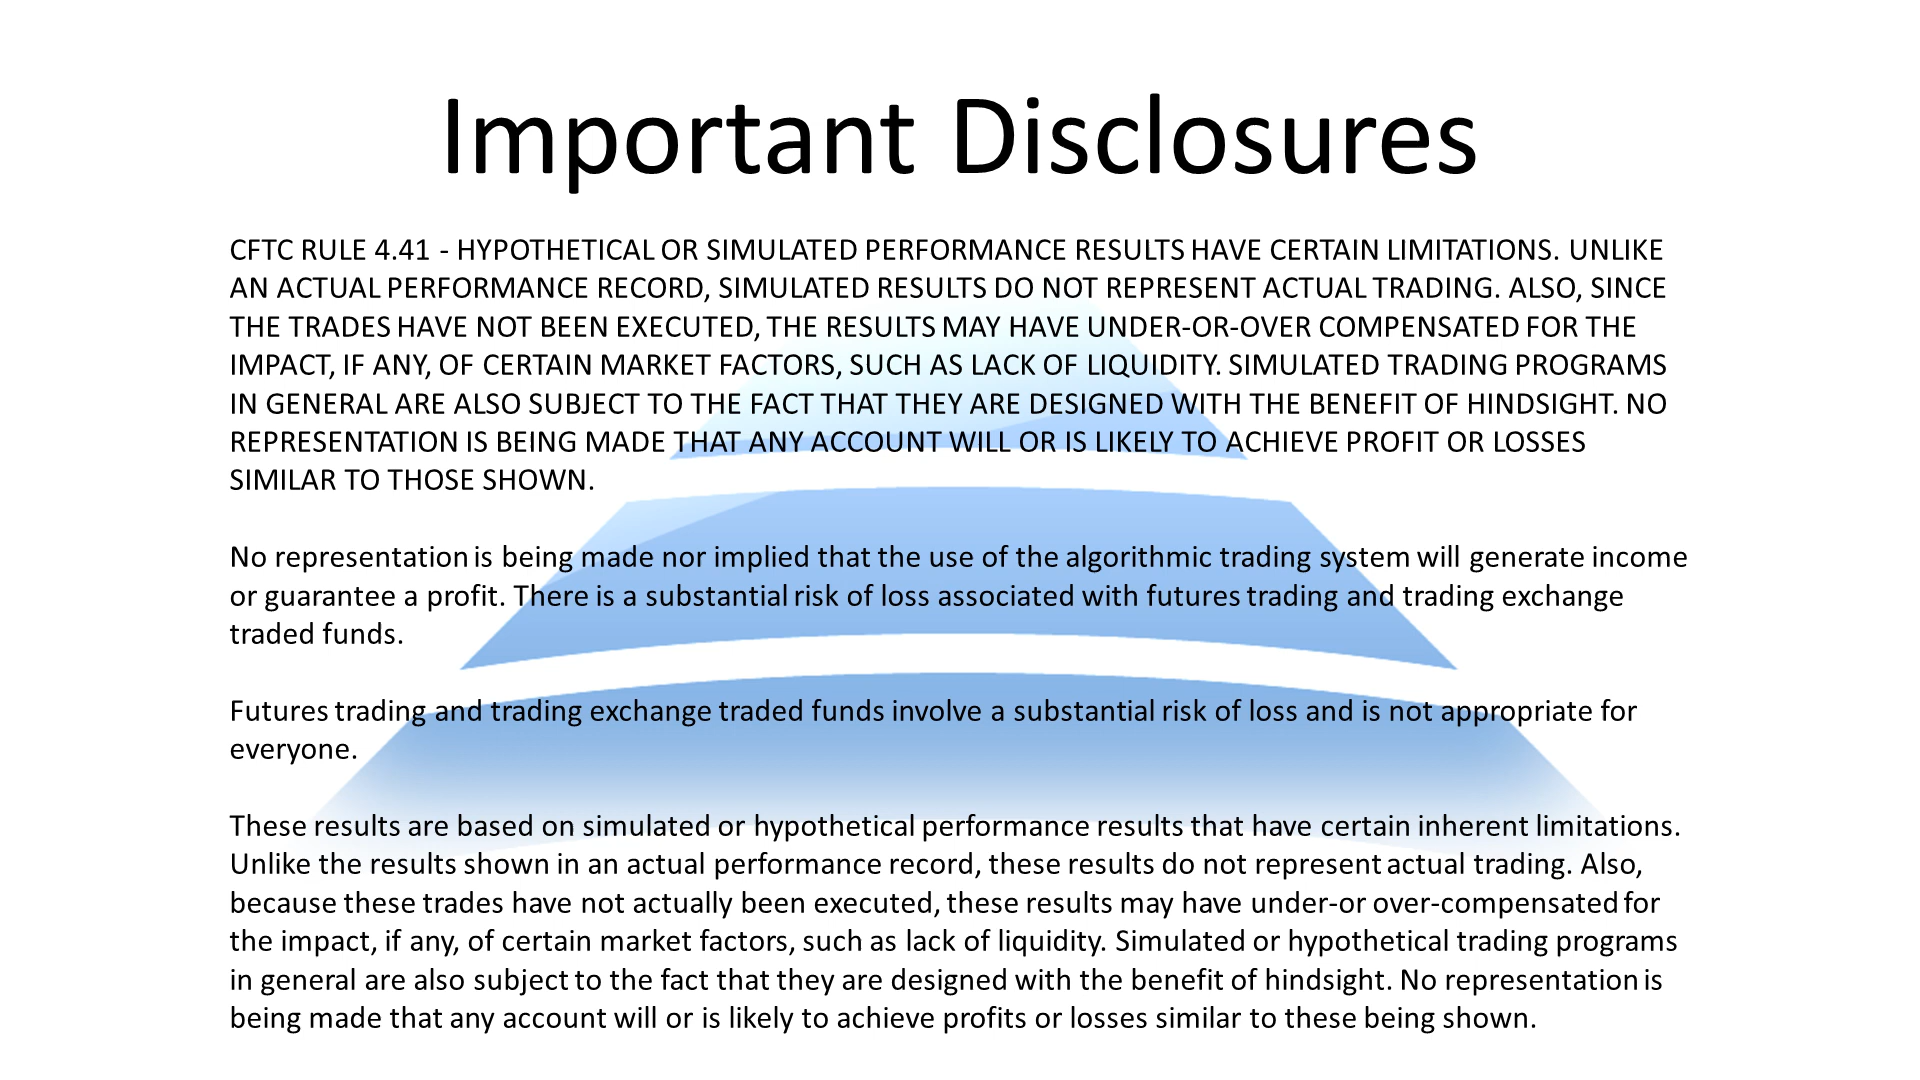 Important Disclosures
CFTC RULE 4.41 - HYPOTHETICAL OR SIMULATED PERFORMANCE RESULTS HAVE CERTAIN LIMITATIONS. UNLIKE
AN ACTUAL PERFORMANCE RECORD, SIMULATED RESULTS DO NOT REPRESENT ACTUAL TRADING. ALSO, SINCE
THE TRADES HAVE NOT BEEN EXECUTED, THE RESULTS MAY HAVE UNDER-OR-OVER COMPENSATED FOR THE
IMPACT, IF ANY, OF CERTAIN MARKET FACTORS, SUCH AS LACK OF LIQUIDITY. SIMULATED TRADING PROGRAMS
IN GENERAL ARE ALSO SUBJECT TO THE FACT THAT THEY ARE DESIGNED WITH THE BENEFIT OF HINDSIGHT. NO
REPRESENTATION IS BEING MADE THAT ANY ACCOUNT WILL OR IS LIKELY TO ACHIEVE PROFIT OR LOSSES
SIMILAR TO THOSE SHOWN.
No representation is being made nor implied that the use of the algorithmic trading system will generate income
or guarantee a profit. There is a substantial risk of loss associated with futures trading and trading exchange
traded funds.
Futures trading and trading exchange traded funds involve a substantial risk of loss and is not appropriate for
everyone.
These results are based on simulated or hypothetical performance results that have certain inherent limitations.
Unlike the results shown in an actual performance record, these results do not represent actual trading. Also,
because these trades have not actually been executed, these results may have under-or over-compensated for
the impact, if any, of certain market factors, such as lack of liquidity. Simulated or hypothetical trading programs
in general are also subject to the fact that they are designed with the benefit of hindsight. No representation is
being made that any account will or is likely to achieve profits or losses similar to these being shown.